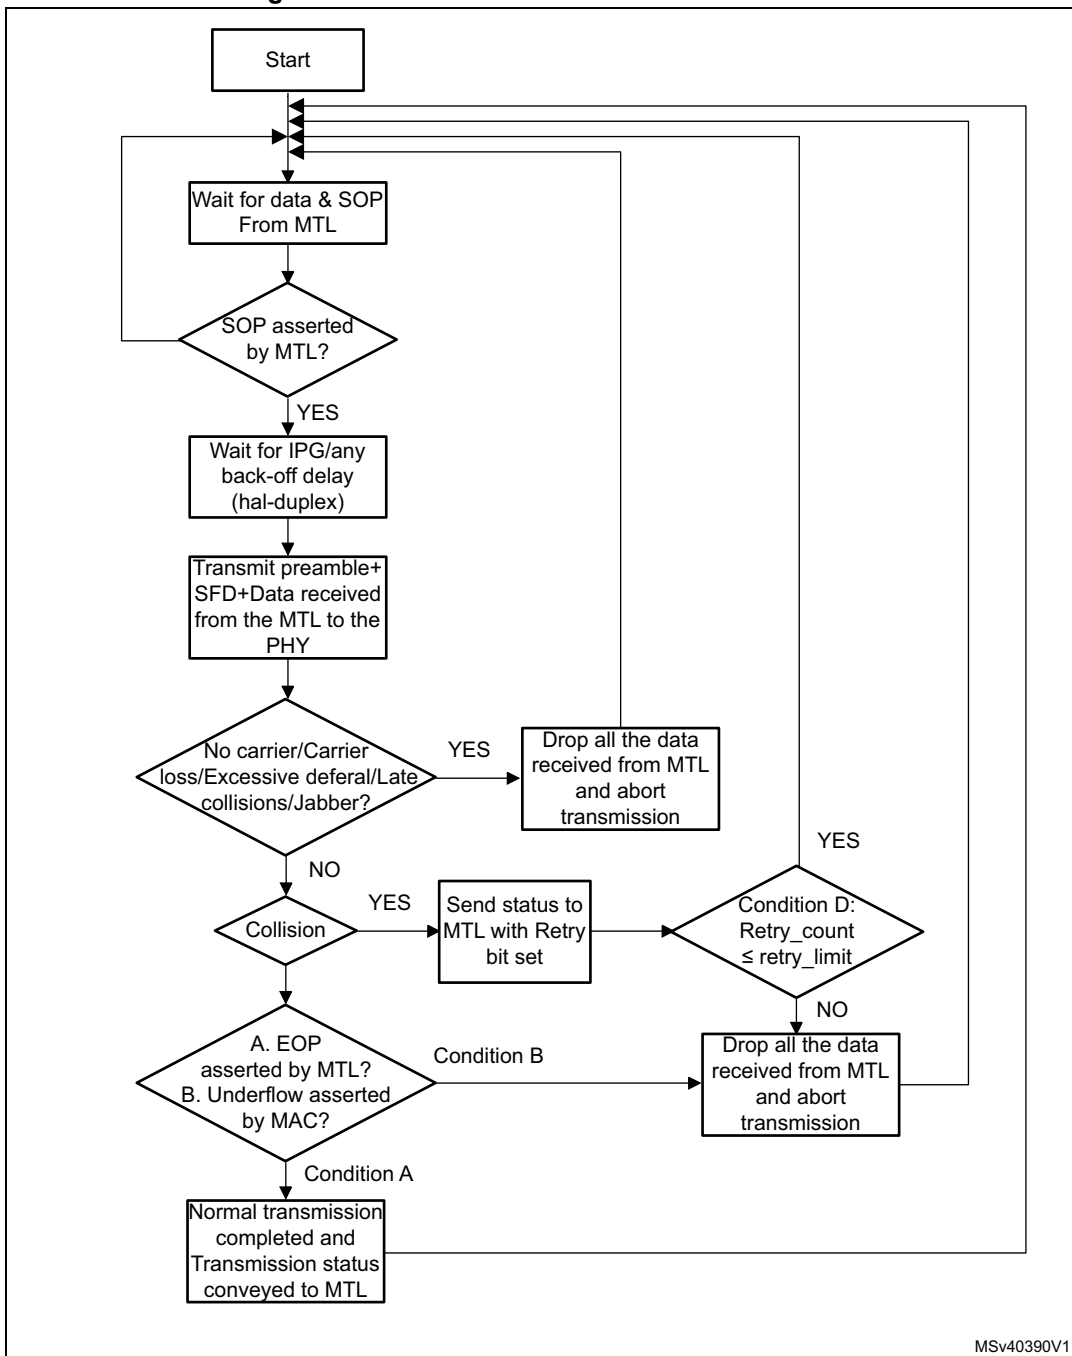 Start
Wait for data & SOP
From MTL
SOP asserted
by MTL?
YES
Wait for IPG/any
back-off delay
(hal-duplex)
Transmit preamble+
SFD+Data received
from the MTL to the
PHY
No carrier/Carrier
loss/Excessive deferal/Late
collisions/Jabber?
YES
Drop all the data
received from MTL
and abort
transmission
NO
Collision
YES
Send status to
MTL with Retry
bit set
Condition D:
Retry_count
≤ retry_limit
YES
NO
A. EOP
asserted by MTL?
B. Underflow asserted
by MAC?
Condition B
Drop all the data
received from MTL
and abort
transmission
Condition A
Normal transmission
completed and
Transmission status
conveyed to MTL
MSv40390V1